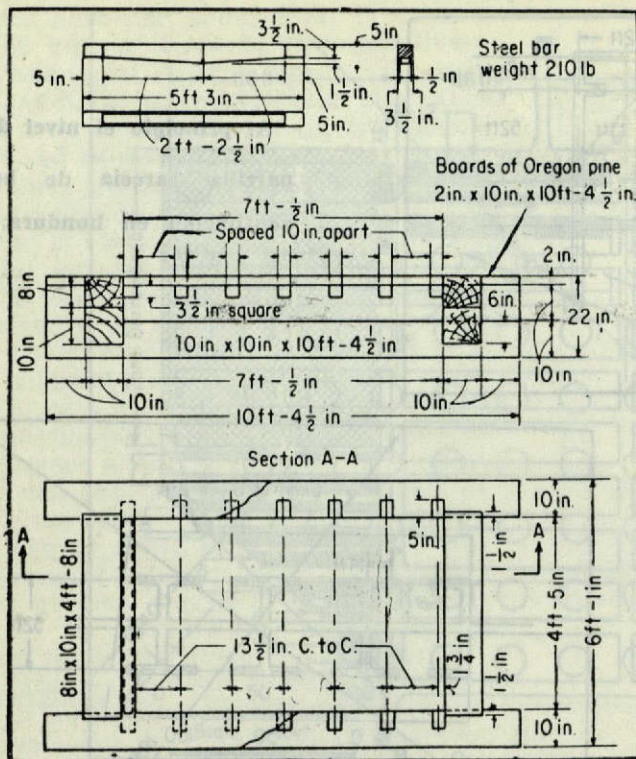 3 1/2 in.
5 in
Steel bar
weight 210 lb
5 in.
1/2 in
5 ft 3 in.
1 1/2 in
5 in.
3 1/2 in.
2 ft - 2 1/2 in
Boards of Oregon pine
2 in. x 10 in. x 10 ft - 4 1/2 in.
7 ft - 1/2 in
Spaced 10 in. apart
2 in.
8 in
6 in.
3 1/2 in square
22 in.
10 in
10 in. x 10 in x 10 ft - 4 1/2 in
10 in
7 ft - 1/2 in
10 in
10 in.
10 ft - 4 1/2 in
Section A-A
10 in.
A
A
5 in.
1 1/2 in
8 in. x 10 in. x 4 ft - 8 in
4 ft - 5 in
6 ft - 1 in
13 1/2 in. C. to C
1 3/4 in
1 1/2 in
10 in